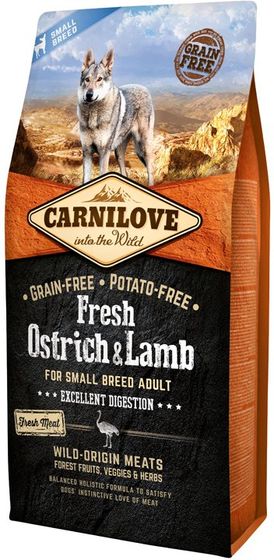 SMALL BREED
GRAIN FREE
CARNILOVE
into the Wild
GRAIN-FREE · POTATO-FREE
Fresh
Ostrich & Lamb
FOR SMALL BREED ADULT
EXCELLENT DIGESTION
Fresh Meat
WILD-ORIGIN MEATS
FOREST FRUITS, VEGGIES & HERBS
BALANCED HOLISTIC FORMULA TO SATISFY
DOGS' INSTINCTIVE LOVE OF MEAT